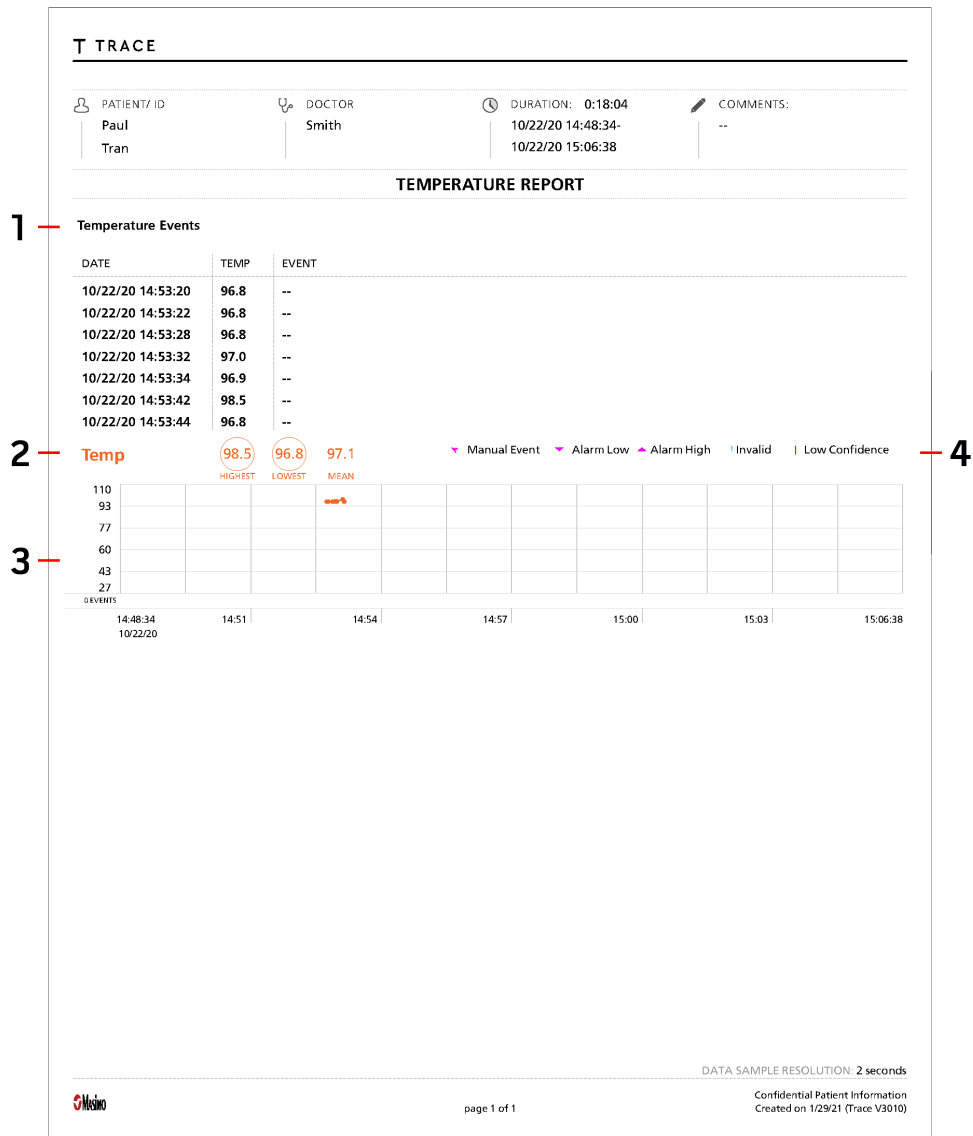 T TRACE
PATIENT/ ID
Paul
Tran
DOCTOR
Smith
DURATION: 0:18:04
10/22/20 14:48:34-
10/22/20 15:06:38
COMMENTS:
--
TEMPERATURE REPORT
1
Temperature Events
DATE TEMP EVENT
10/22/20 14:53:20 96.8 --
10/22/20 14:53:22 96.8 --
10/22/20 14:53:28 96.8 --
10/22/20 14:53:32 97.0 --
10/22/20 14:53:34 96.9 --
10/22/20 14:53:42 98.5 --
10/22/20 14:53:44 96.8 --
2
Temp 98.5 96.8 97.1
HIGHEST LOWEST MEAN
Manual Event Alarm Low Alarm High Invalid Low Confidence
4
3
110
93
77
60
43
27
0 EVENTS
14:48:34 14:51 14:54 14:57 15:00 15:03 15:06:38
10/22/20
DATA SAMPLE RESOLUTION: 2 seconds
Masimo
page 1 of 1
Confidential Patient Information
Created on 1/29/21 (Trace V3010)